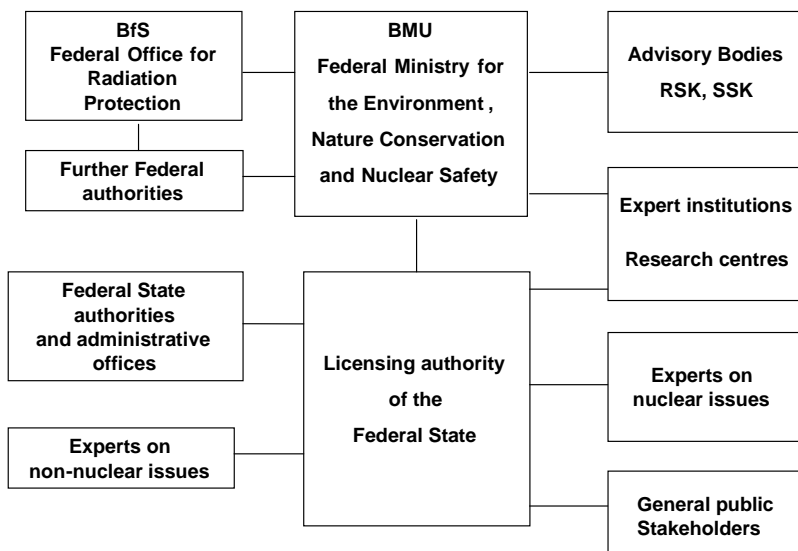 BfS
Federal Office for
Radiation
Protection
BMU
Federal Ministry for
the Environment ,
Nature Conservation
and Nuclear Safety
Advisory Bodies
RSK, SSK
Further Federal
authorities
Expert institutions
Research centres
Federal State
authorities
and administrative
offices
Licensing authority
of the
Federal State
Experts on
nuclear issues
Experts on
non-nuclear issues
General public
Stakeholders